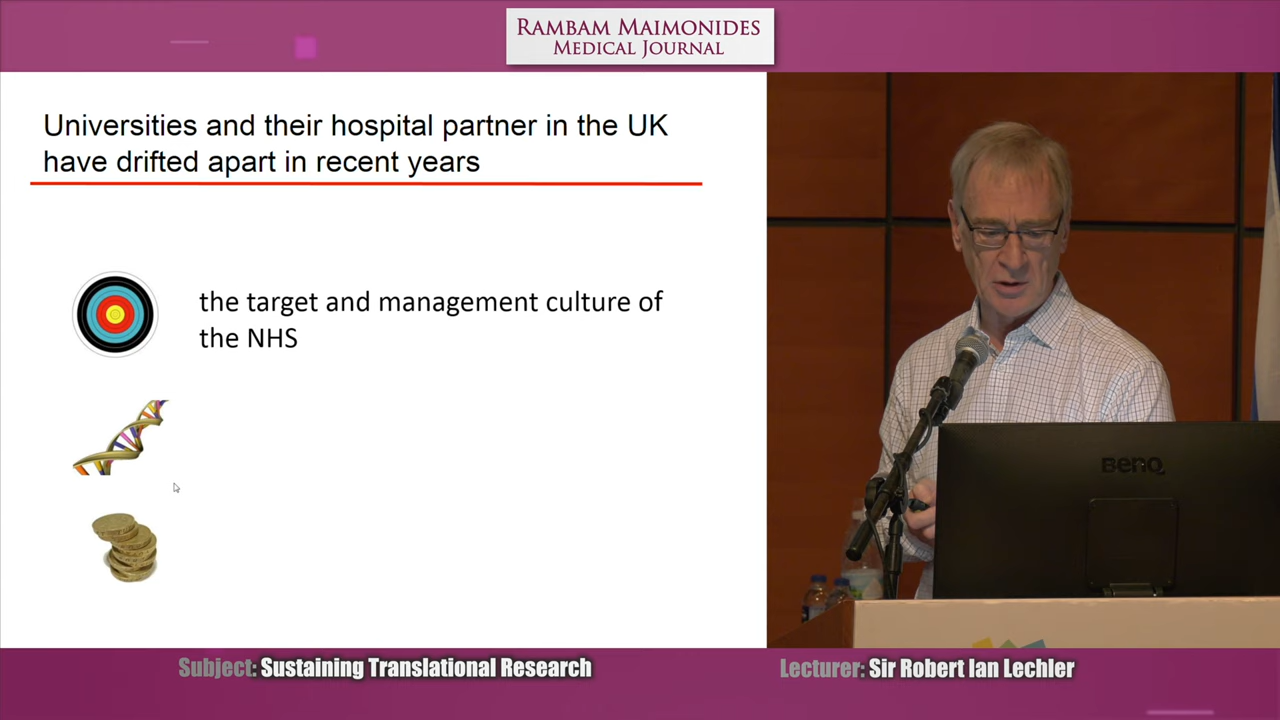 RAMBAM MAIMONIDES
MEDICAL JOURNAL
Universities and their hospital partner in the UK
have drifted apart in recent years
the target and management culture of
the NHS
BenQ
Subject: Sustaining Translational Research
Lecturer: Sir Robert Ian Lechler